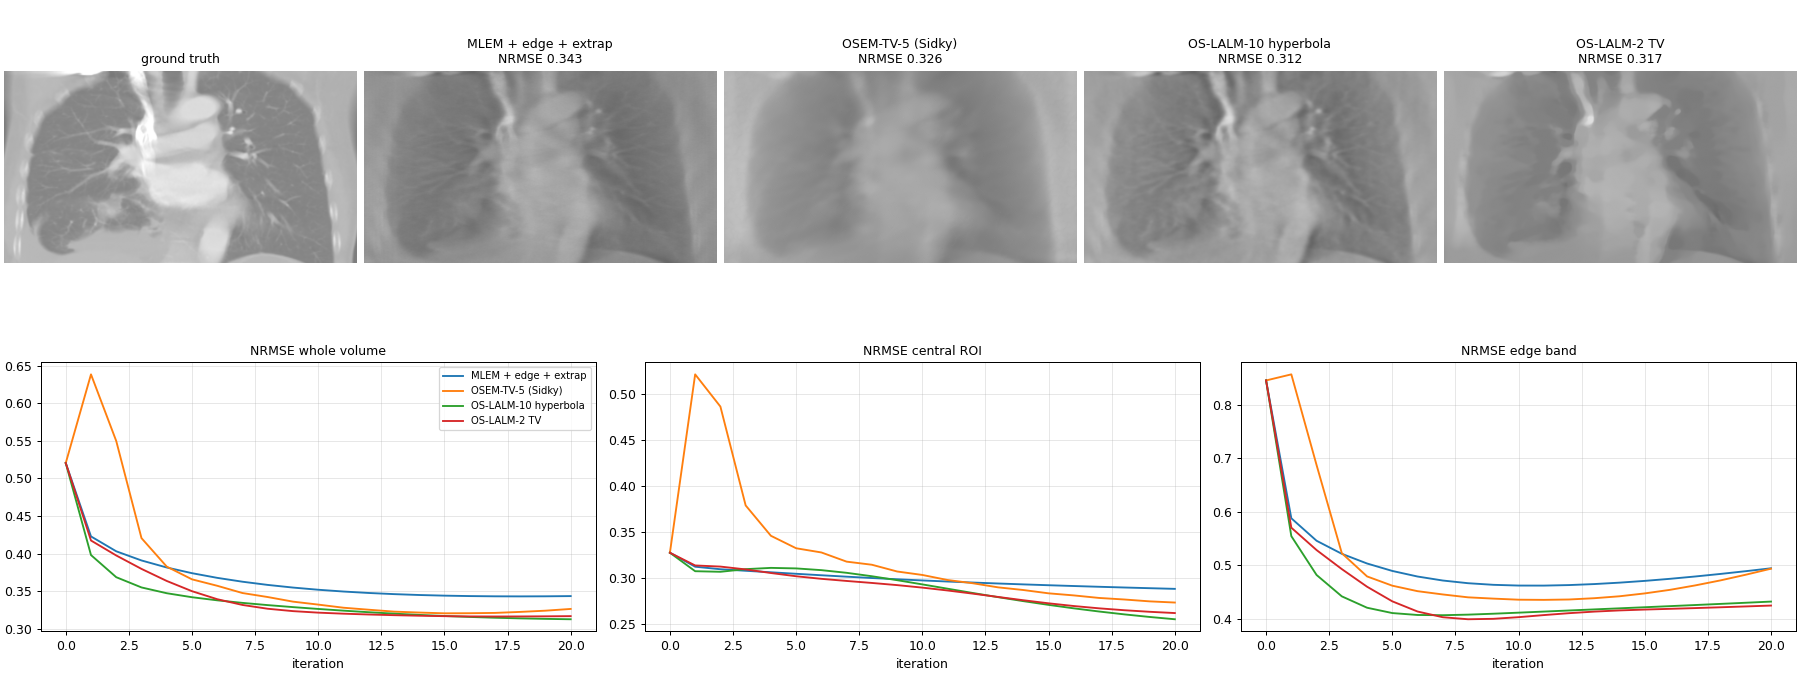 ground truth
MLEM + edge + extrap
NRMSE 0.343
OSEM-TV-5 (Sidky)
NRMSE 0.326
OS-LALM-10 hyperbola
NRMSE 0.312
OS-LALM-2 TV
NRMSE 0.317
NRMSE whole volume
0.65
0.60
0.55
0.50
0.45
0.40
0.35
0.30
MLEM + edge + extrap
OSEM-TV-5 (Sidky)
OS-LALM-10 hyperbola
OS-LALM-2 TV
0.0 2.5 5.0 7.5 10.0 12.5 15.0 17.5 20.0
iteration
NRMSE central ROI
0.50
0.45
0.40
0.35
0.30
0.25
0.0 2.5 5.0 7.5 10.0 12.5 15.0 17.5 20.0
iteration
NRMSE edge band
0.8
0.7
0.6
0.5
0.4
0.0 2.5 5.0 7.5 10.0 12.5 15.0 17.5 20.0
iteration